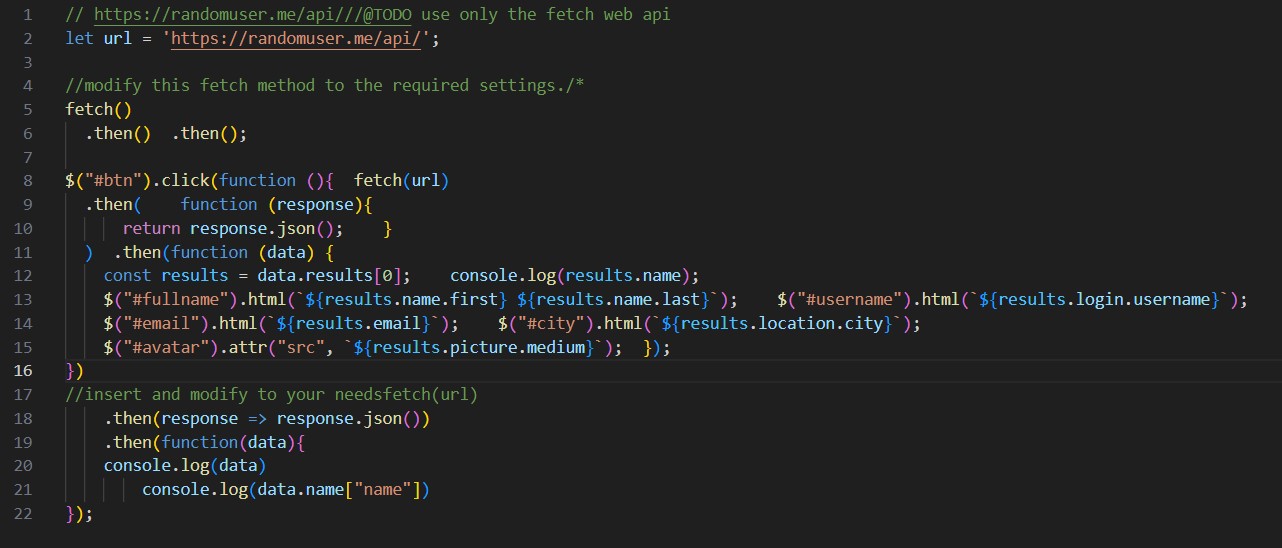 1 // https://randomuser.me/api///@TODO use only the fetch web api
2 let url = 'https://randomuser.me/api/';
3
4 //modify this fetch method to the required settings./*
5 fetch()
6   .then()  .then();
7
8 $("#btn").click(function (){  fetch(url)
9   .then(    function (response){
10       return response.json();    }
11   )  .then(function (data) {
12     const results = data.results[0];    console.log(results.name);
13     $("#fullname").html(`${results.name.first} ${results.name.last}`);    $("#username").html(`${results.login.username}`);
14     $("#email").html(`${results.email}`);    $("#city").html(`${results.location.city}`);
15     $("#avatar").attr("src", `${results.picture.medium}`);  });
16 })
17 //insert and modify to your needsfetch(url)
18     .then(response => response.json())
19     .then(function(data){
20     console.log(data)
21         console.log(data.name["name"])
22 });